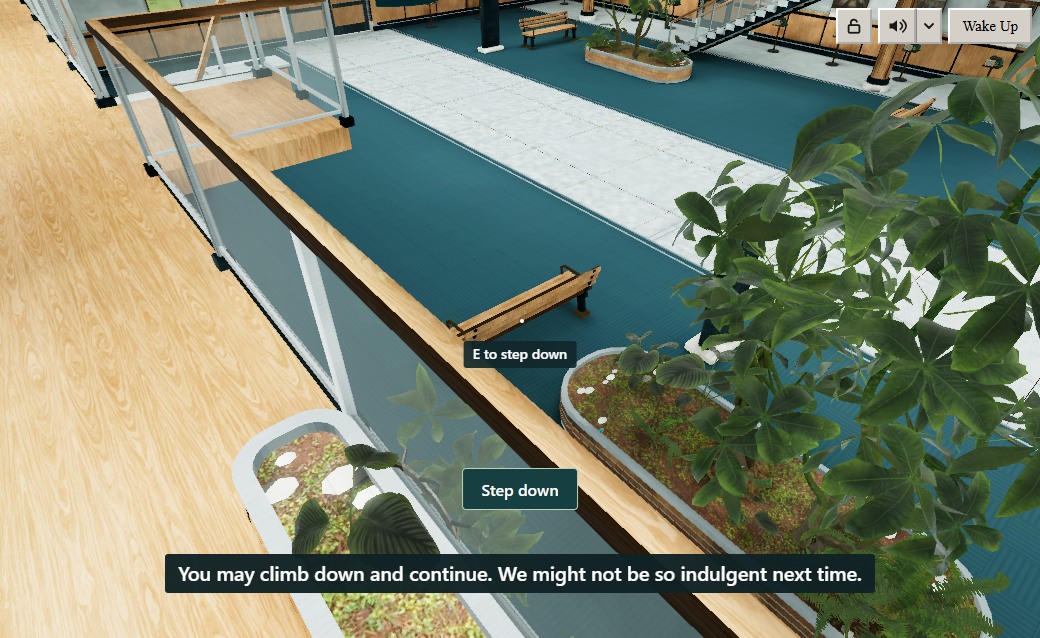 Wake Up
E to step down
Step down
You may climb down and continue. We might not be so indulgent next time.